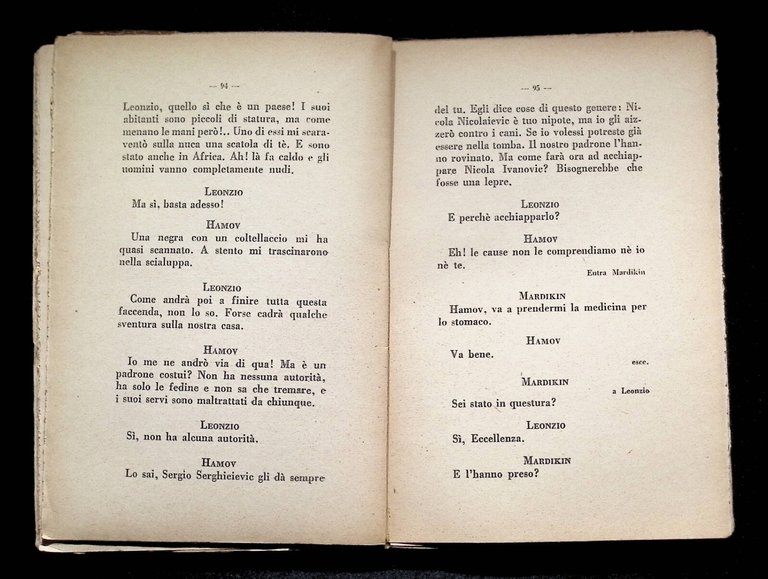 — 94 —
Leonzio, quello sì che è un paese! I suoi
abitanti sono piccoli di statura, ma come
menano le mani però!.. Uno di essi mi scara-
ventò sulla nuca una scatola di tè. E sono
stato anche in Africa. Ah! là fa caldo e gli
uomini vanno completamente nudi.
LEONZIO
Ma sì, basta adesso!
HAMOV
Una negra con un coltellaccio mi ha
quasi scannato. A stento mi trascinarono
nella scialuppa.
LEONZIO
Come andrà poi a finire tutta questa
faccenda, non lo so. Forse cadrà qualche
sventura sulla nostra casa.
HAMOV
Io me ne andrò via di qua! Ma è un
padrone costui? Non ha nessuna autorità,
ha solo le fedine e non sa che tremare, e
i suoi servi sono maltrattati da chiunque.
LEONZIO
Sì, non ha alcuna autorità.
HAMOV
Lo sai, Sergio Serghieievic gli dà sempre
— 95 —
del tu. Egli dice cose di questo genere: Ni-
cola Nicolaievic è tuo nipote, ma io gli aiz-
zerò contro i cani. Se io volessi potreste già
essere nella tomba. Il nostro padrone l'han-
no rovinato. Ma come farà ora ad acchiap-
pare Nicola Ivanovic? Bisognerebbe che
fosse una lepre.
LEONZIO
E perchè acchiapparlo?
HAMOV
Eh! le cause non le comprendiamo nè io
nè te.
Entra Mardikin
MARDIKIN
Hamov, va a prendermi la medicina per
lo stomaco.
HAMOV
Va bene.
esce.
MARDIKIN
a Leonzio
Sei stato in questura?
LEONZIO
Sì, Eccellenza.
MARDIKIN
E l'hanno preso?